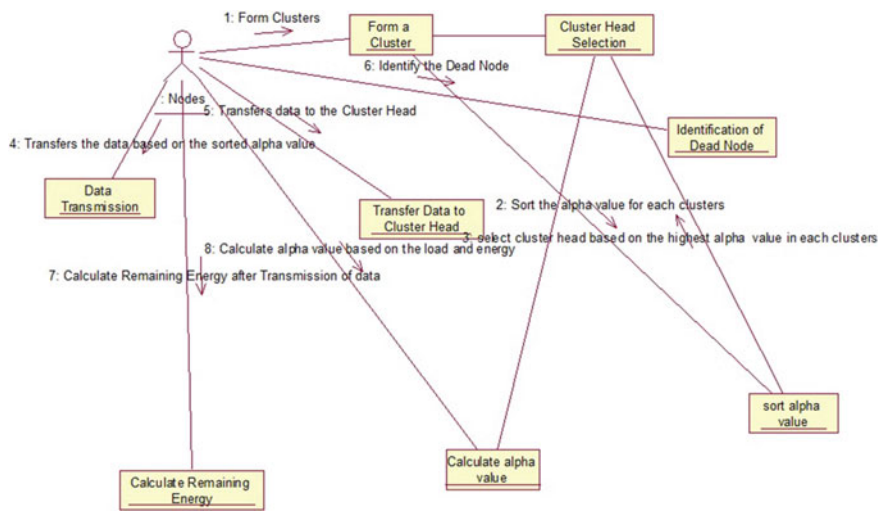 1: Form Clusters
Form a
Cluster
Cluster Head
Selection
6: Identify the Dead Node
: Nodes
5: Transfers data to the Cluster Head
4: Transfers the data based on the sorted alpha value
Identification of
Dead Node
Data
Transmission
Transfer Data to
Cluster Head
2: Sort the alpha value for each clusters
3: select cluster head based on the highest alpha value in each clusters
8: Calculate alpha value based on the load and energy
7: Calculate Remaining Energy after Transmission of data
sort alpha
value
Calculate alpha
value
Calculate Remaining
Energy